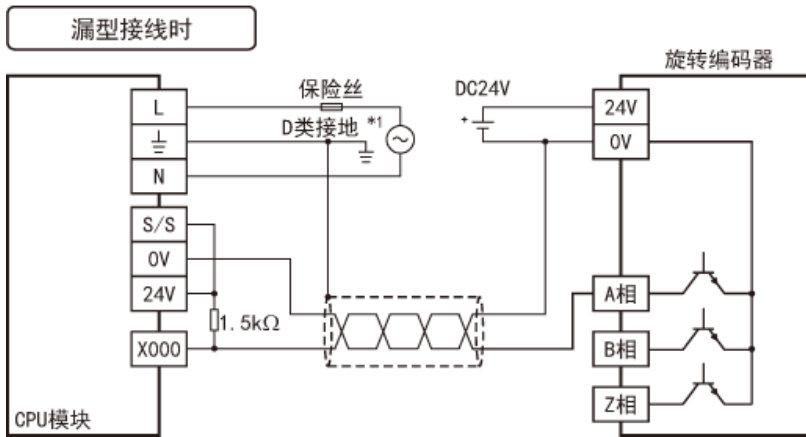 漏型接线时
旋转编码器
保险丝
DC24V
L
24V
D类接地 *1
+
0V
N
S/S
0V
24V
A相
1.5kΩ
X000
B相
Z相
CPU模块